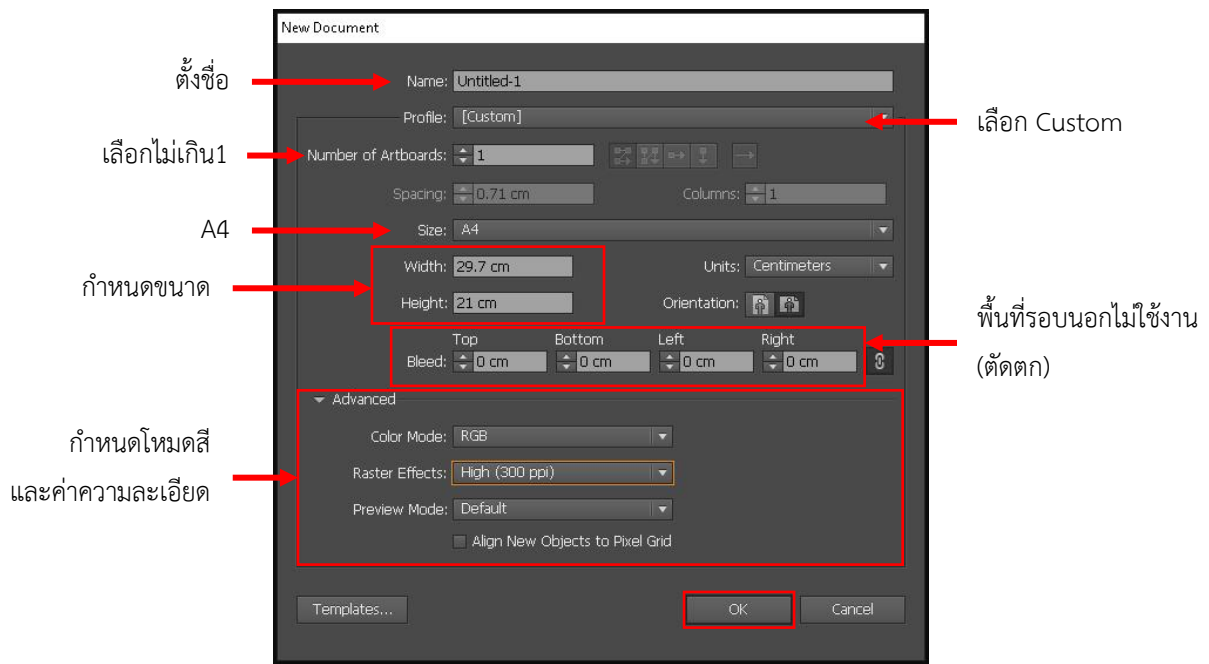 New Document
ตั้งชื่อ
Name: Untitled-1
Profile: [Custom]
เลือก Custom
เลือกไม่เกิน1
Number of Artboards: 1
Spacing: 0.71 cm Columns: 1
A4
Size: A4
กำหนดขนาด
Width: 29.7 cm Units: Centimeters
Height: 21 cm Orientation:
พื้นที่รอบนอกไม่ใช้งาน
(ตัดตก)
Top Bottom Left Right
Bleed: 0 cm 0 cm 0 cm 0 cm
Advanced
กำหนดโหมดสี
และค่าความละเอียด
Color Mode: RGB
Raster Effects: High (300 ppi)
Preview Mode: Default
Align New Objects to Pixel Grid
Templates... OK Cancel